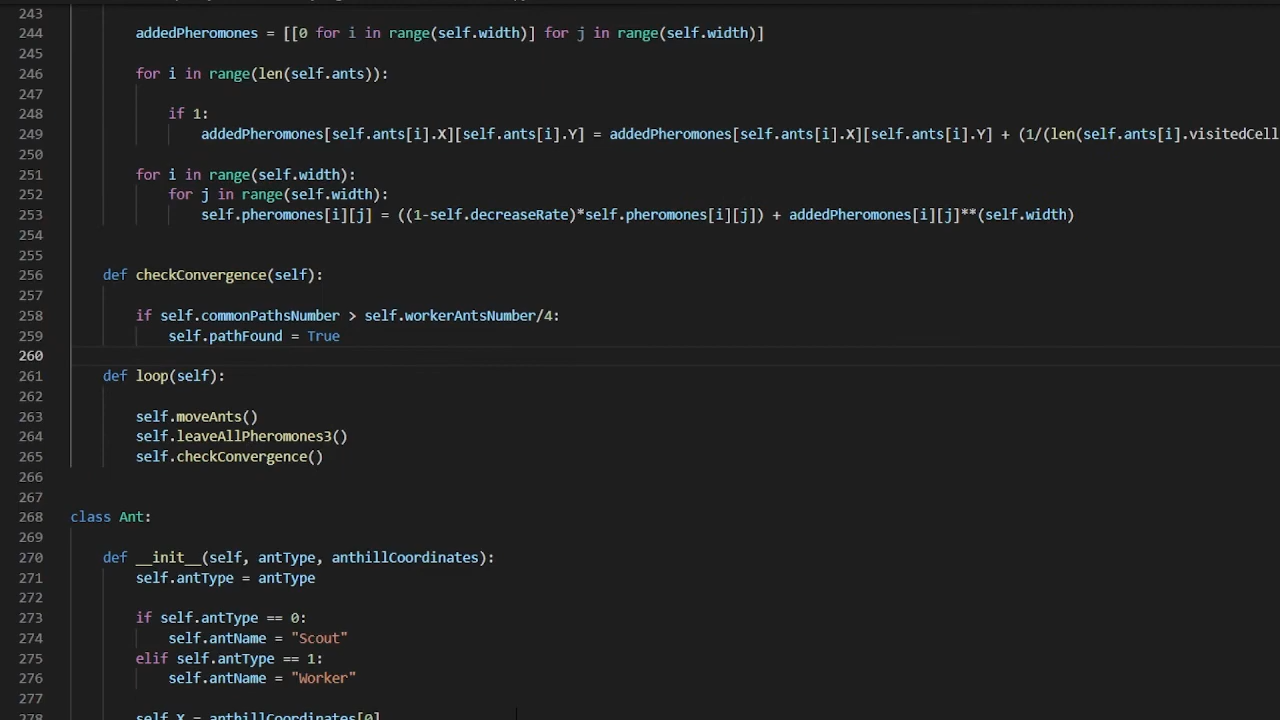 243
244 addedPheromones = [[0 for i in range(self.width)] for j in range(self.width)]
245
246 for i in range(len(self.ants)):
247
248 if 1:
249 addedPheromones[self.ants[i].X][self.ants[i].Y] = addedPheromones[self.ants[i].X][self.ants[i].Y] + (1/(len(self.ants[i].visitedCell
250
251 for i in range(self.width):
252 for j in range(self.width):
253 self.pheromones[i][j] = ((1-self.decreaseRate)*self.pheromones[i][j]) + addedPheromones[i][j]**(self.width)
254
255
256 def checkConvergence(self):
257
258 if self.commonPathsNumber > self.workerAntsNumber/4:
259 self.pathFound = True
260
261 def loop(self):
262
263 self.moveAnts()
264 self.leaveAllPheromones3()
265 self.checkConvergence()
266
267
268 class Ant:
269
270 def __init__(self, antType, anthillCoordinates):
271 self.antType = antType
272
273 if self.antType == 0:
274 self.antName = "Scout"
275 elif self.antType == 1:
276 self.antName = "Worker"
277
278 self.X = anthillCoordinates[0]